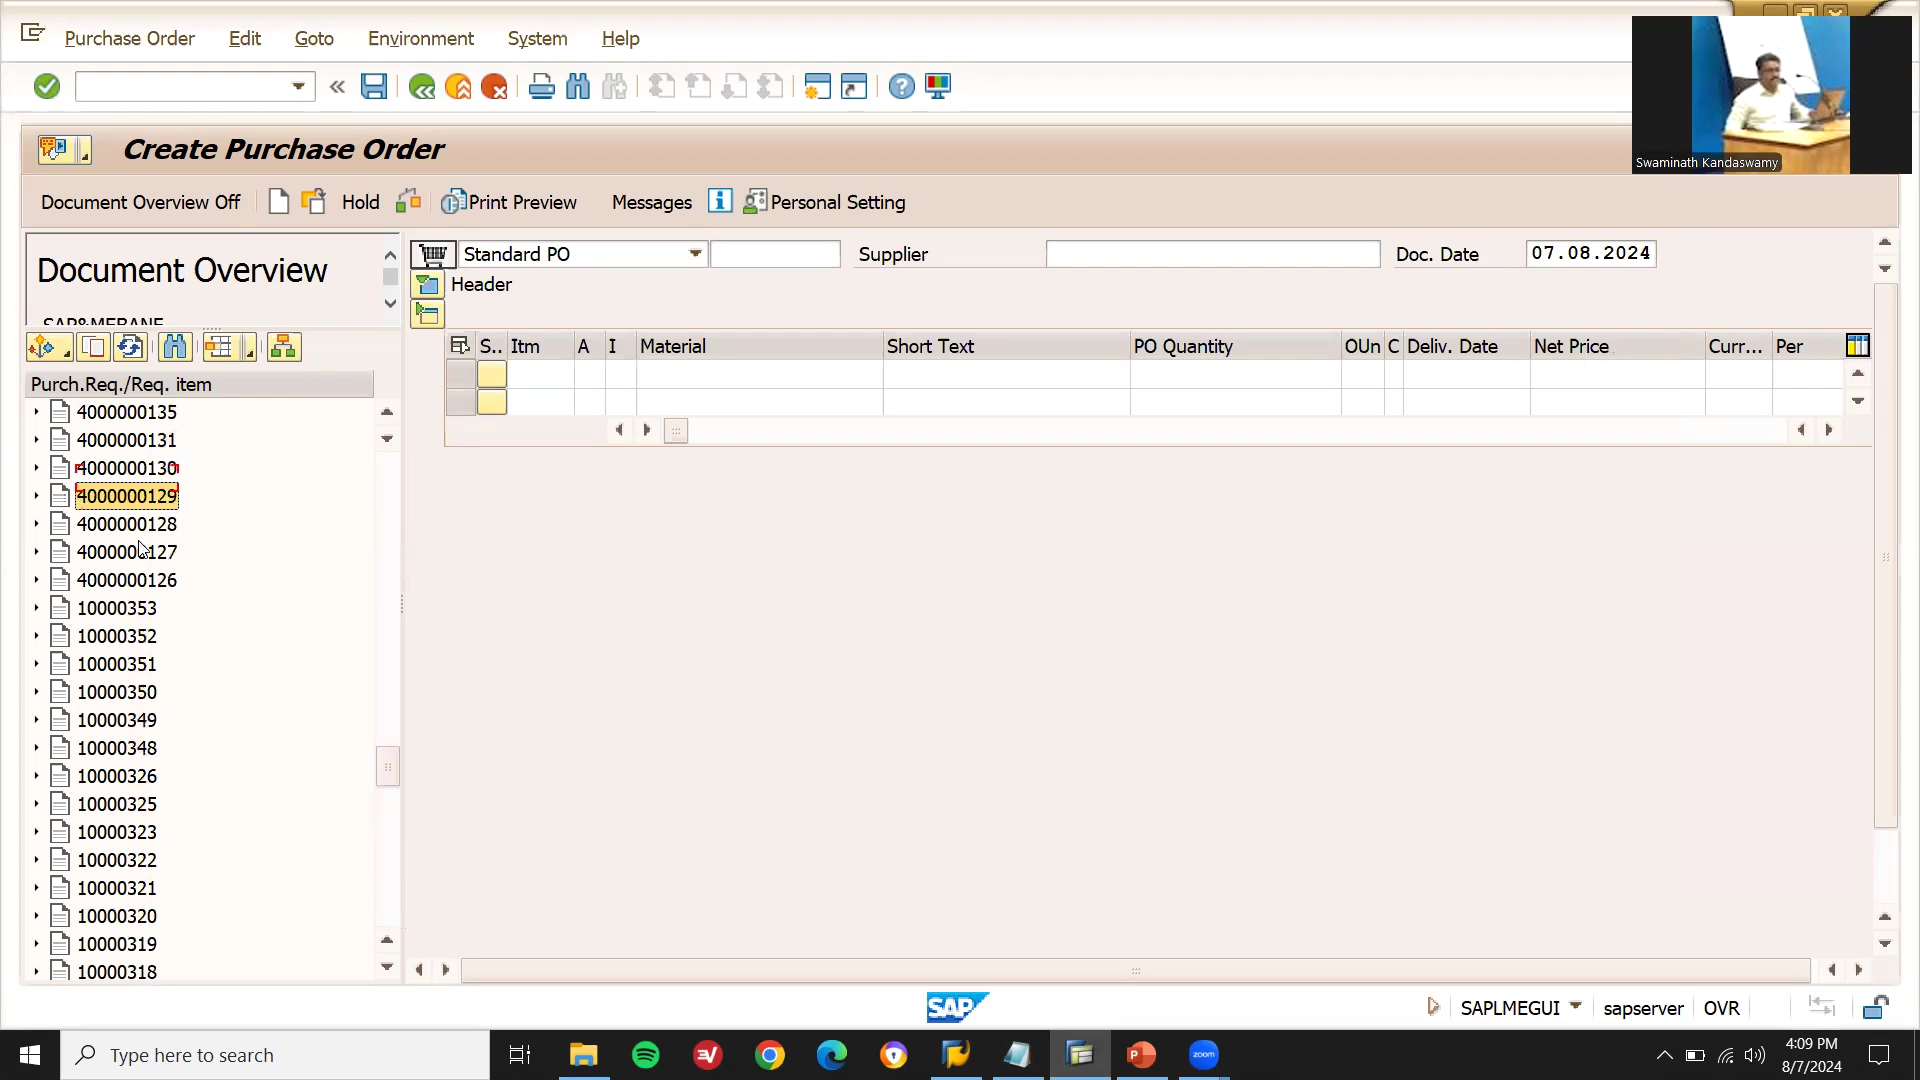 Purchase Order Edit Goto Environment System Help
Create Purchase Order
Document Overview Off Hold Print Preview Messages Personal Setting
Document Overview
SAP&MEBANF
Standard PO Supplier Doc. Date 07.08.2024
Header
S.. Itm A I Material Short Text PO Quantity OUn C Deliv. Date Net Price Curr... Per
Purch.Req./Req. item
4000000135
4000000131
4000000130
4000000129
4000000128
4000000127
4000000126
10000353
10000352
10000351
10000350
10000349
10000348
10000326
10000325
10000323
10000322
10000321
10000320
10000319
10000318
Swaminath Kandaswamy
SAP SAPLMEGUI sapserver OVR
Type here to search
zoom
4:09 PM
8/7/2024